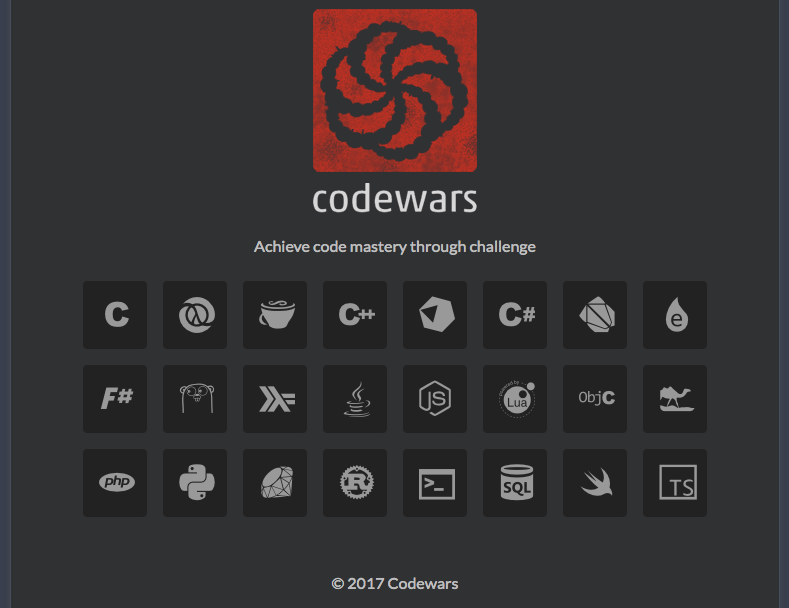 codewars
Achieve code mastery through challenge
C C++ C# e
F# JS Lua ObjC
php R >_ SQL TS
© 2017 Codewars